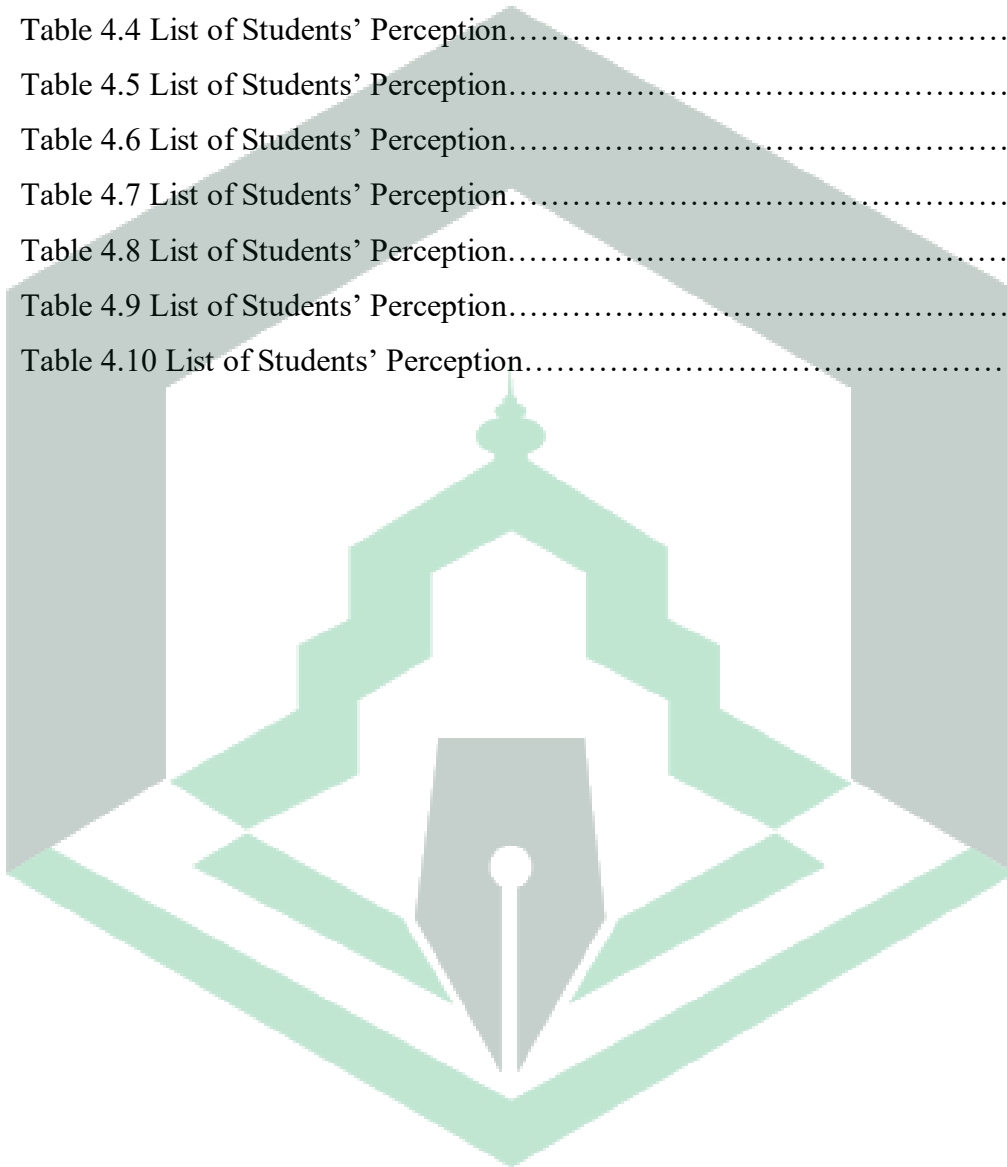 Table 4.4 List of Students’ Perception……………………………………………
Table 4.5 List of Students’ Perception……………………………………………
Table 4.6 List of Students’ Perception……………………………………………
Table 4.7 List of Students’ Perception……………………………………………
Table 4.8 List of Students’ Perception……………………………………………
Table 4.9 List of Students’ Perception……………………………………………
Table 4.10 List of Students’ Perception…………………………………………